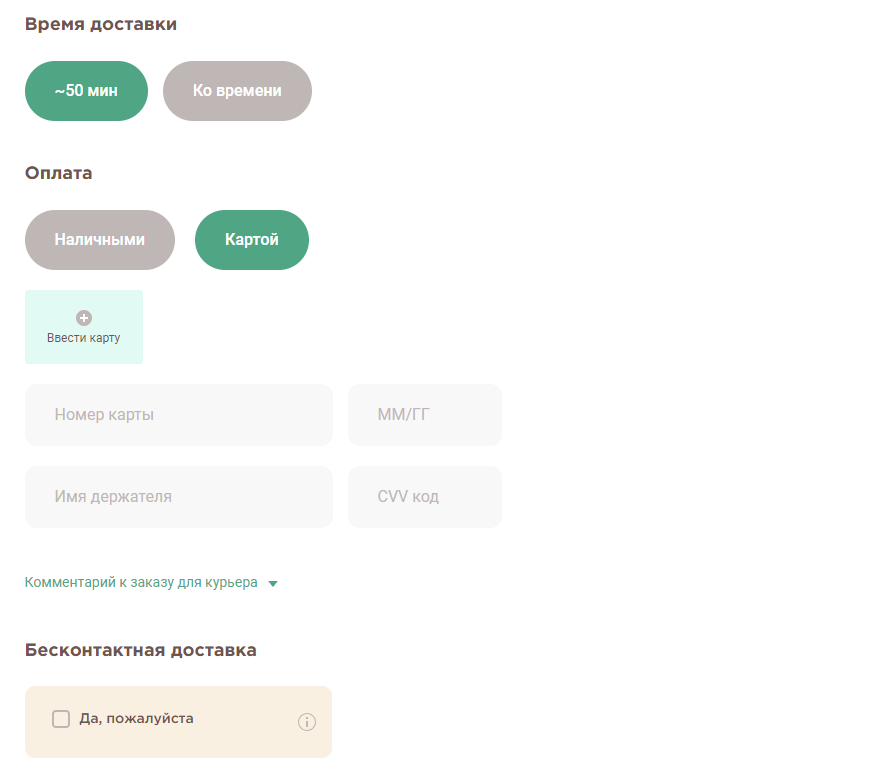 Время доставки
~50 мин
Ко времени
Оплата
Наличными
Картой
Ввести карту
Номер карты
ММ/ГГ
Имя держателя
CVV код
Комментарий к заказу для курьера
Бесконтактная доставка
Да, пожалуйста